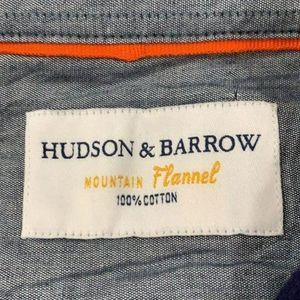 HUDSON & BARROW
MOUNTAIN Flannel
100% COTTON